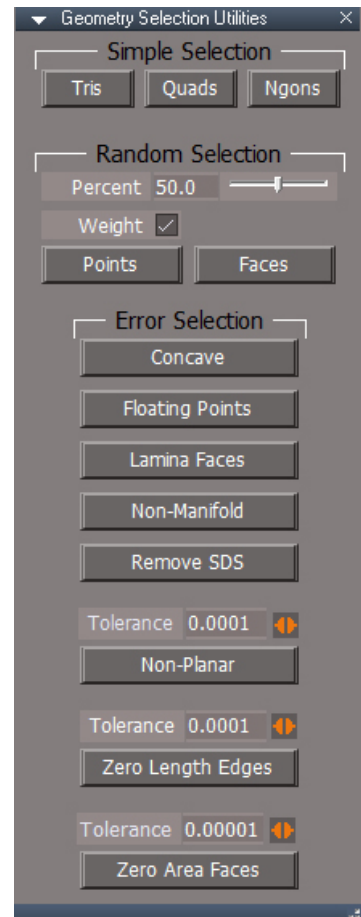 Geometry Selection Utilities
Simple Selection
Tris Quads Ngons
Random Selection
Percent 50.0
Weight
Points Faces
Error Selection
Concave
Floating Points
Lamina Faces
Non-Manifold
Remove SDS
Tolerance 0.0001
Non-Planar
Tolerance 0.0001
Zero Length Edges
Tolerance 0.00001
Zero Area Faces